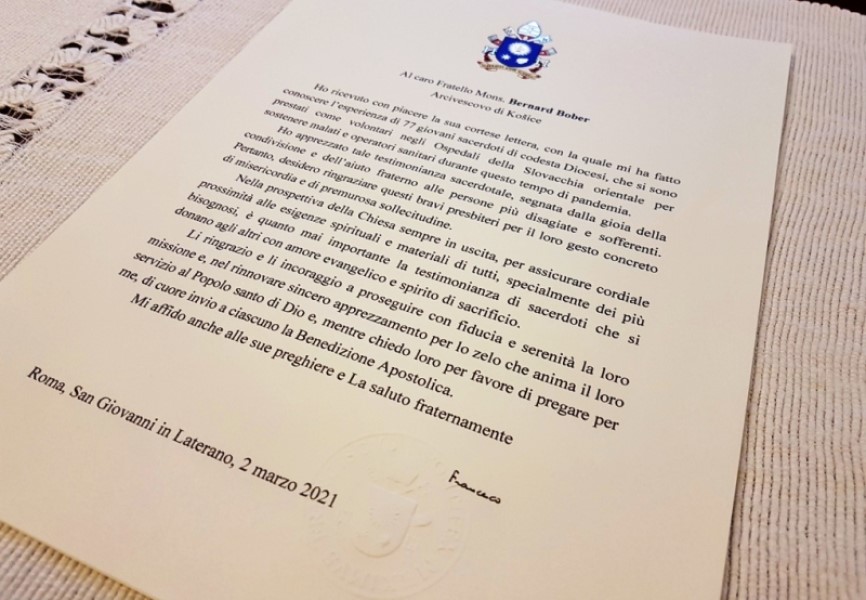 Al caro Fratello Mons. Bernard Bober
Arcivescovo di Košice
Ho ricevuto con piacere la sua cortese lettera, con la quale mi ha fatto
conoscere l'esperienza di 77 giovani sacerdoti di codesta Diocesi, che si sono
prestati come volontari negli Ospedali della Slovacchia orientale per
sostenere malati e operatori sanitari durante questo tempo di pandemia.
Ho apprezzato tale testimonianza sacerdotale, segnata dalla gioia della
condivisione e dell'aiuto fraterno alle persone più disagiate e sofferenti.
Pertanto, desidero ringraziare questi bravi presbiteri per il loro gesto concreto
di misericordia e di premurosa sollecitudine.
Nella prospettiva della Chiesa sempre in uscita, per assicurare cordiale
prossimità alle esigenze spirituali e materiali di tutti, specialmente dei più
bisognosi, è quanto mai importante la testimonianza di sacerdoti che si
donano agli altri con amore evangelico e spirito di sacrificio.
Li ringrazio e li incoraggio a proseguire con fiducia e serenità la loro
missione e, nel rinnovare sincero apprezzamento per lo zelo che anima il loro
servizio al Popolo santo di Dio e, mentre chiedo loro per favore di pregare per
me, di cuore invio a ciascuno la Benedizione Apostolica.
Mi affido anche alle sue preghiere e La saluto fraternamente
Francesco
Roma, San Giovanni in Laterano, 2 marzo 2021